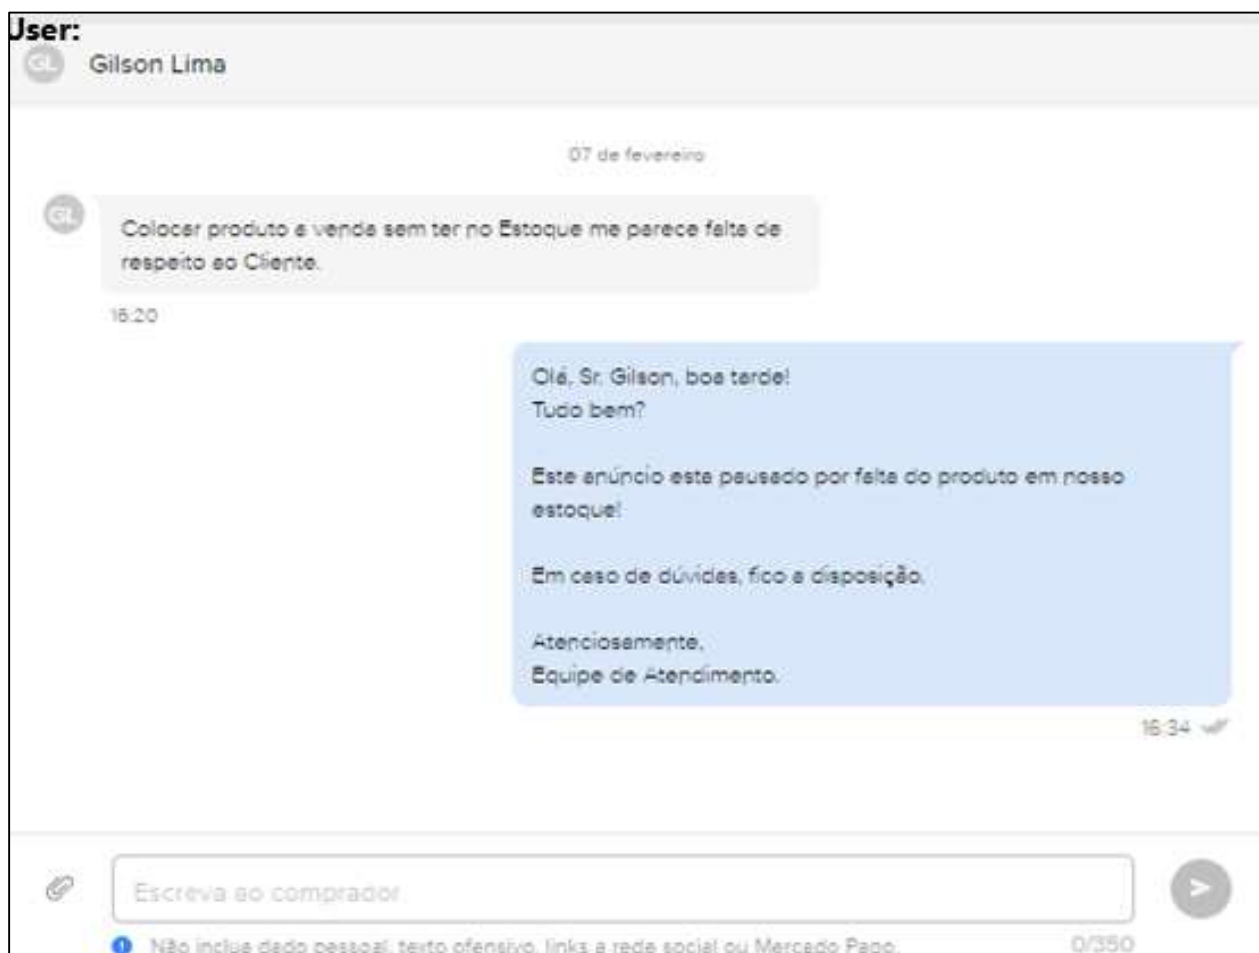 User:
GL
Gilson Lima
07 de fevereiro
GL
Colocar produto a venda sem ter no Estoque me parece falta de
respeito ao Cliente.
16:20
Olá, Sr. Gilson, boa tarde!
Tudo bem?
Este anúncio esta pausado por falta do produto em nosso
estoque!
Em caso de dúvidas, fico a disposição.
Atenciosamente,
Equipe de Atendimento.
16:34
Escreva ao comprador
Não inclua dado pessoal, texto ofensivo, links a rede social ou Mercado Pago.
0/350